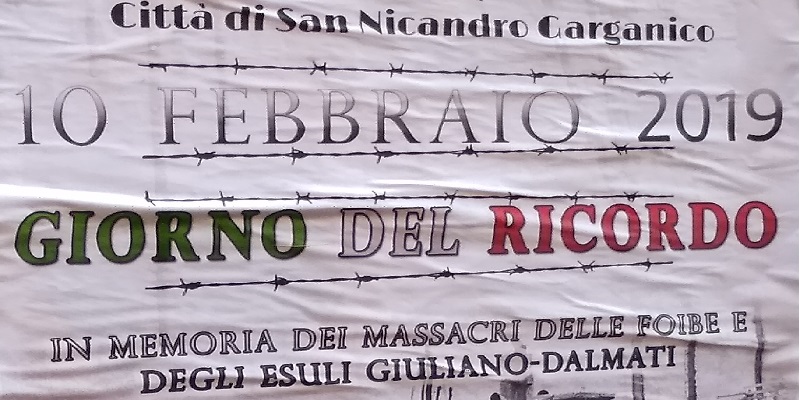 Città di San Nicandro Garganico
10 FEBBRAIO 2019
GIORNO DEL RICORDO
IN MEMORIA DEI MASSACRI DELLE FOIBE E
DEGLI ESULI GIULIANO-DALMATI